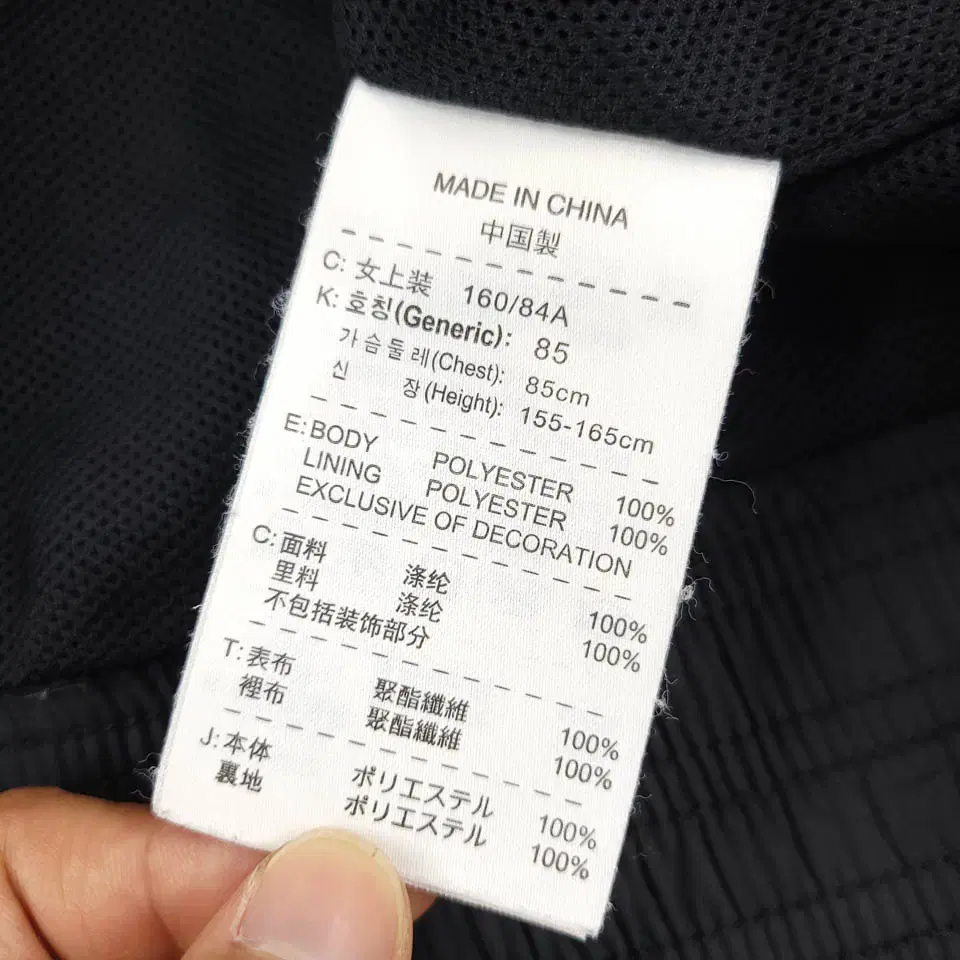 MADE IN CHINA
中国製
C: 女上装 160/84A
K: 호칭(Generic): 85
가슴둘레(Chest): 85cm
신 장(Height): 155-165cm
E: BODY POLYESTER 100%
LINING POLYESTER 100%
EXCLUSIVE OF DECORATION
C: 面料 涤纶 100%
里料 涤纶 100%
不包括装饰部分
T: 表布 聚酯纖維 100%
裡布 聚酯纖維 100%
J: 本体 ポリエステル 100%
裏地 ポリエステル 100%